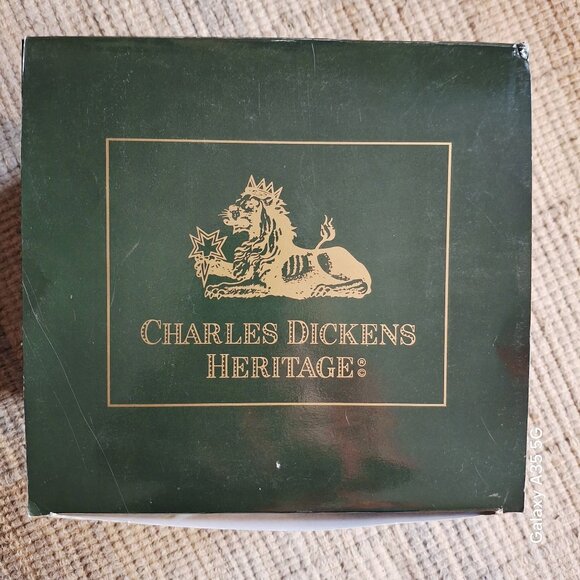 CHARLES DICKENS
HERITAGE:®©
Galaxy A35 5G